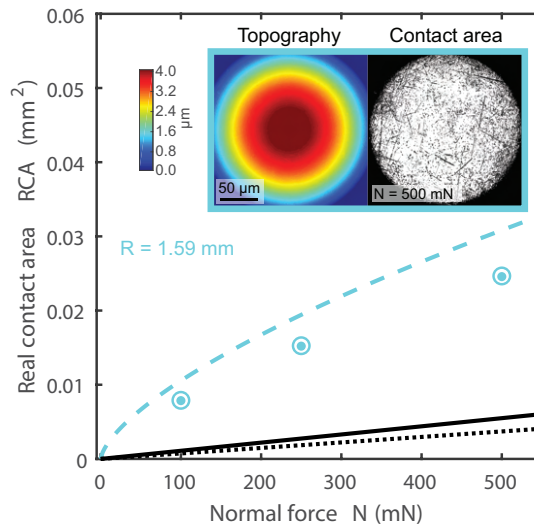 0.06
0.05
0.04
0.03
0.02
0.01
0
Real contact area RCA (mm²)
Topography
Contact area
4.0
3.2
2.4
1.6
0.8
0.0
µm
50 µm
N = 500 mN
R = 1.59 mm
0 100 200 300 400 500
Normal force N (mN)